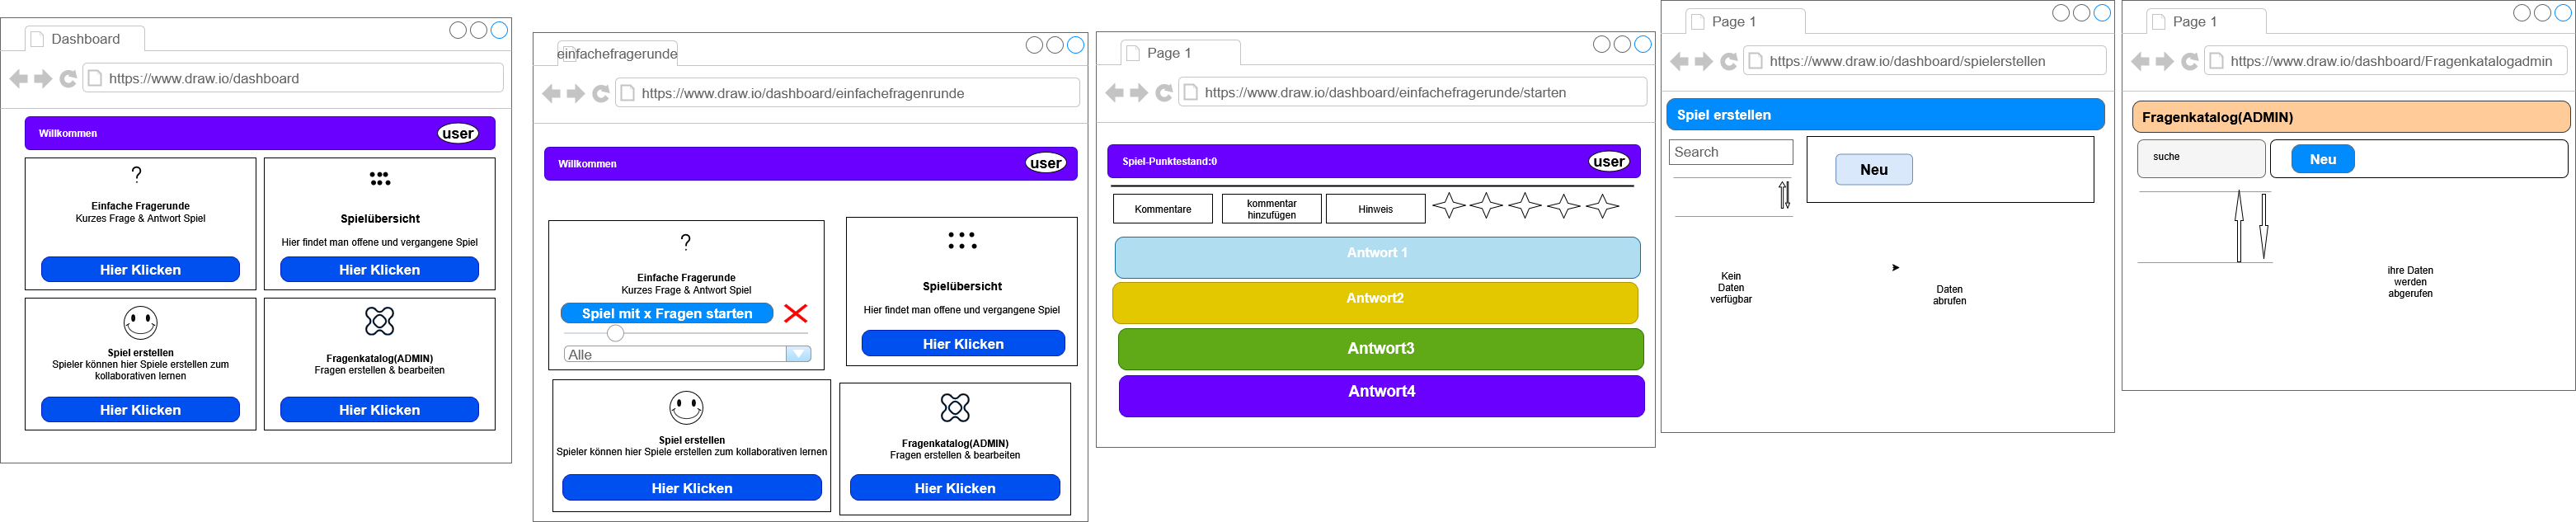 Dashboard
https://www.draw.io/dashboard
Willkommen
user
?
Einfache Fragerunde
Kurzes Frage & Antwort Spiel
Hier Klicken
Spielübersicht
Hier findet man offene und vergangene Spiel
Hier Klicken
Spiel erstellen
Spieler können hier Spiele erstellen zum
kollaborativen lernen
Hier Klicken
Fragenkatalog(ADMIN)
Fragen erstellen & bearbeiten
Hier Klicken
einfachefragerunde
https://www.draw.io/dashboard/einfachefragenrunde
Willkommen
user
?
Einfache Fragerunde
Kurzes Frage & Antwort Spiel
Spiel mit x Fragen starten
Alle
Spielübersicht
Hier findet man offene und vergangene Spiel
Hier Klicken
Spiel erstellen
Spieler können hier Spiele erstellen zum kollaborativen lernen
Hier Klicken
Fragenkatalog(ADMIN)
Fragen erstellen & bearbeiten
Hier Klicken
Page 1
https://www.draw.io/dashboard/einfachefragerunde/starten
Spiel-Punktestand:0
user
Kommentare
kommentar
hinzufügen
Hinweis
Antwort 1
Antwort2
Antwort3
Antwort4
Page 1
https://www.draw.io/dashboard/spielerstellen
Spiel erstellen
Search
Neu
Kein
Daten
verfügbar
Daten
abrufen
Page 1
https://www.draw.io/dashboard/Fragenkatalogadmin
Fragenkatalog(ADMIN)
suche
Neu
ihre Daten
werden
abgerufen